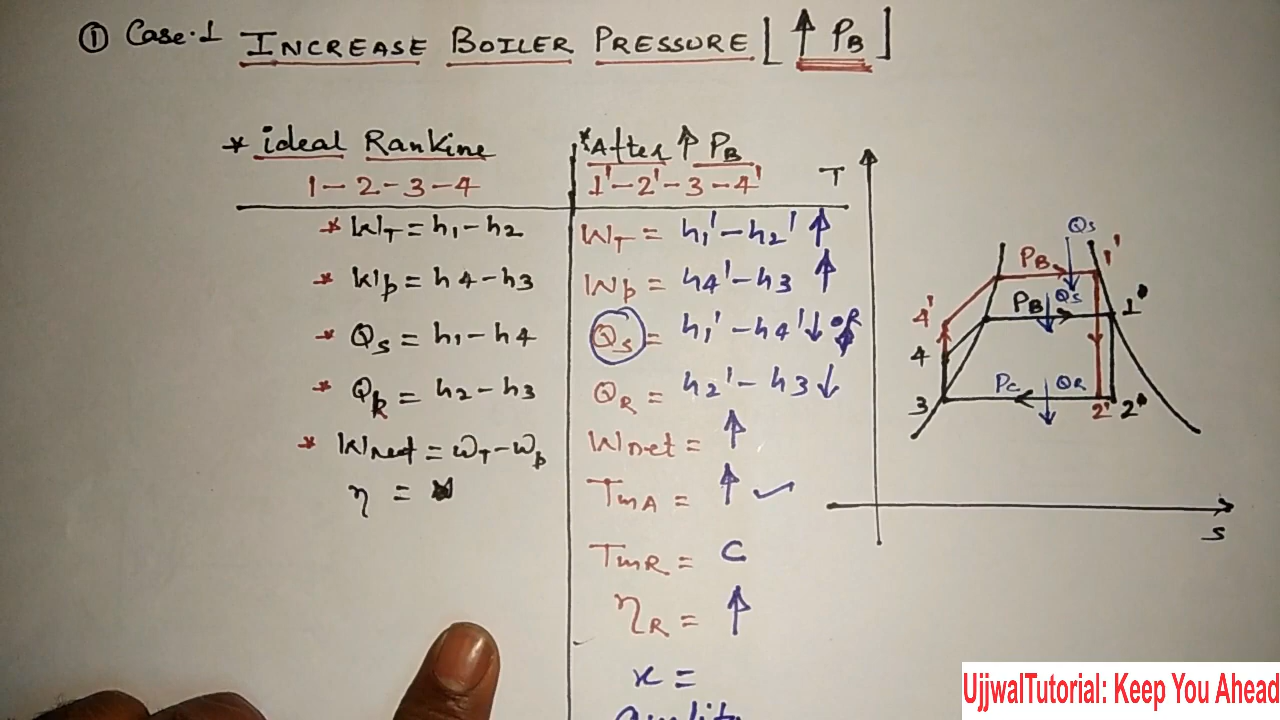 ① Case·1 INCREASE BOILER PRESSURE [↑ PB]
* ideal Rankine
1-2-3-4
* WT = h1-h2
* Wp = h4-h3
* Qs = h1-h4
* QR = h2-h3
* Wnet = WT-Wp
η =
*After ↑ PB
1'-2'-3-4'
WT = h1'-h2' ↑
Wp = h4'-h3 ↑
Qs = h1'-h4' ↓ OR ↑
QR = h2'-h3 ↓
Wnet = ↑
TmA = ↑ ✓
TmR = C
ηR = ↑
x =
Quality
T
Qs
PB
1'
PB
Qs
1
4'
4
Pc
QR
3
2'
2
S
UjjwalTutorial: Keep You Ahead